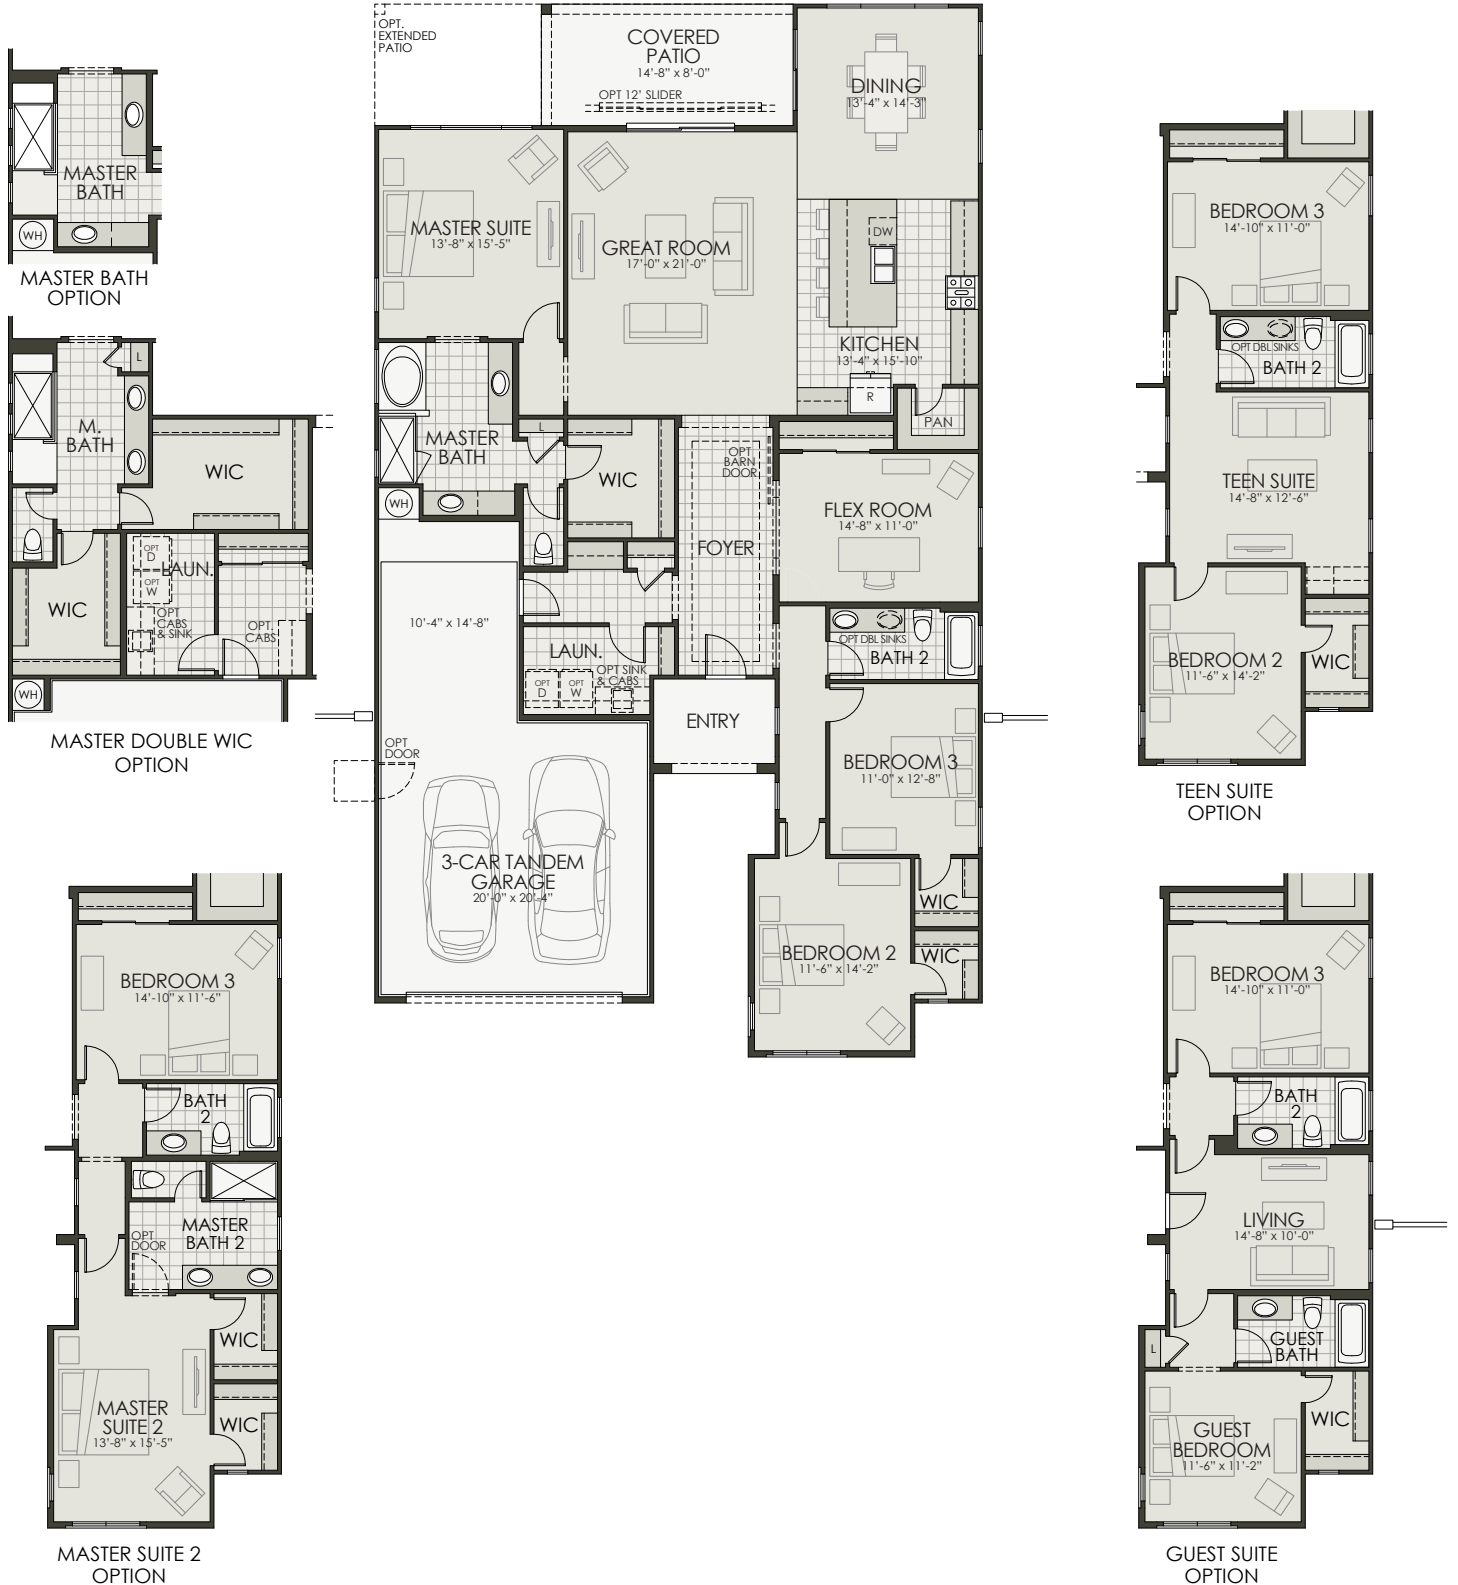 MASTER
BATH
WH
MASTER BATH
OPTION
L
M.
BATH
WIC
OPT
D
LAUN.
OPT
W
OPT
CABS
& SINK
OPT.
CABS
WIC
WH
MASTER DOUBLE WIC
OPTION
BEDROOM 3
14'-10" x 11'-6"
BATH
2
MASTER
BATH 2
OPT
DOOR
WIC
MASTER
SUITE 2
13'-8" x 15'-5"
WIC
MASTER SUITE 2
OPTION
OPT.
EXTENDED
PATIO
COVERED
PATIO
14'-8" x 8'-0"
OPT 12' SLIDER
DINING
13'-4" x 14'-3"
MASTER SUITE
13'-8" x 15'-5"
GREAT ROOM
17'-0" x 21'-0"
DW
KITCHEN
13'-4" x 15'-10"
R
PAN
MASTER
BATH
L
WIC
WH
OPT
BARN
DOOR
FLEX ROOM
14'-8" x 11'-0"
FOYER
10'-4" x 14'-8"
LAUN.
OPT
D
OPT
W
OPT SINK
& CABS
OPT DBL SINKS
BATH 2
ENTRY
OPT
DOOR
BEDROOM 3
11'-0" x 12'-8"
3-CAR TANDEM
GARAGE
20'-0" x 20'-4"
WIC
BEDROOM 2
11'-6" x 14'-2"
WIC
BEDROOM 3
14'-10" x 11'-0"
OPT DBL SINKS
BATH 2
TEEN SUITE
14'-8" x 12'-6"
BEDROOM 2
11'-6" x 14'-2"
WIC
TEEN SUITE
OPTION
BEDROOM 3
14'-10" x 11'-0"
BATH
2
LIVING
14'-8" x 10'-0"
L
GUEST
BATH
WIC
GUEST
BEDROOM
11'-6" x 11'-2"
GUEST SUITE
OPTION